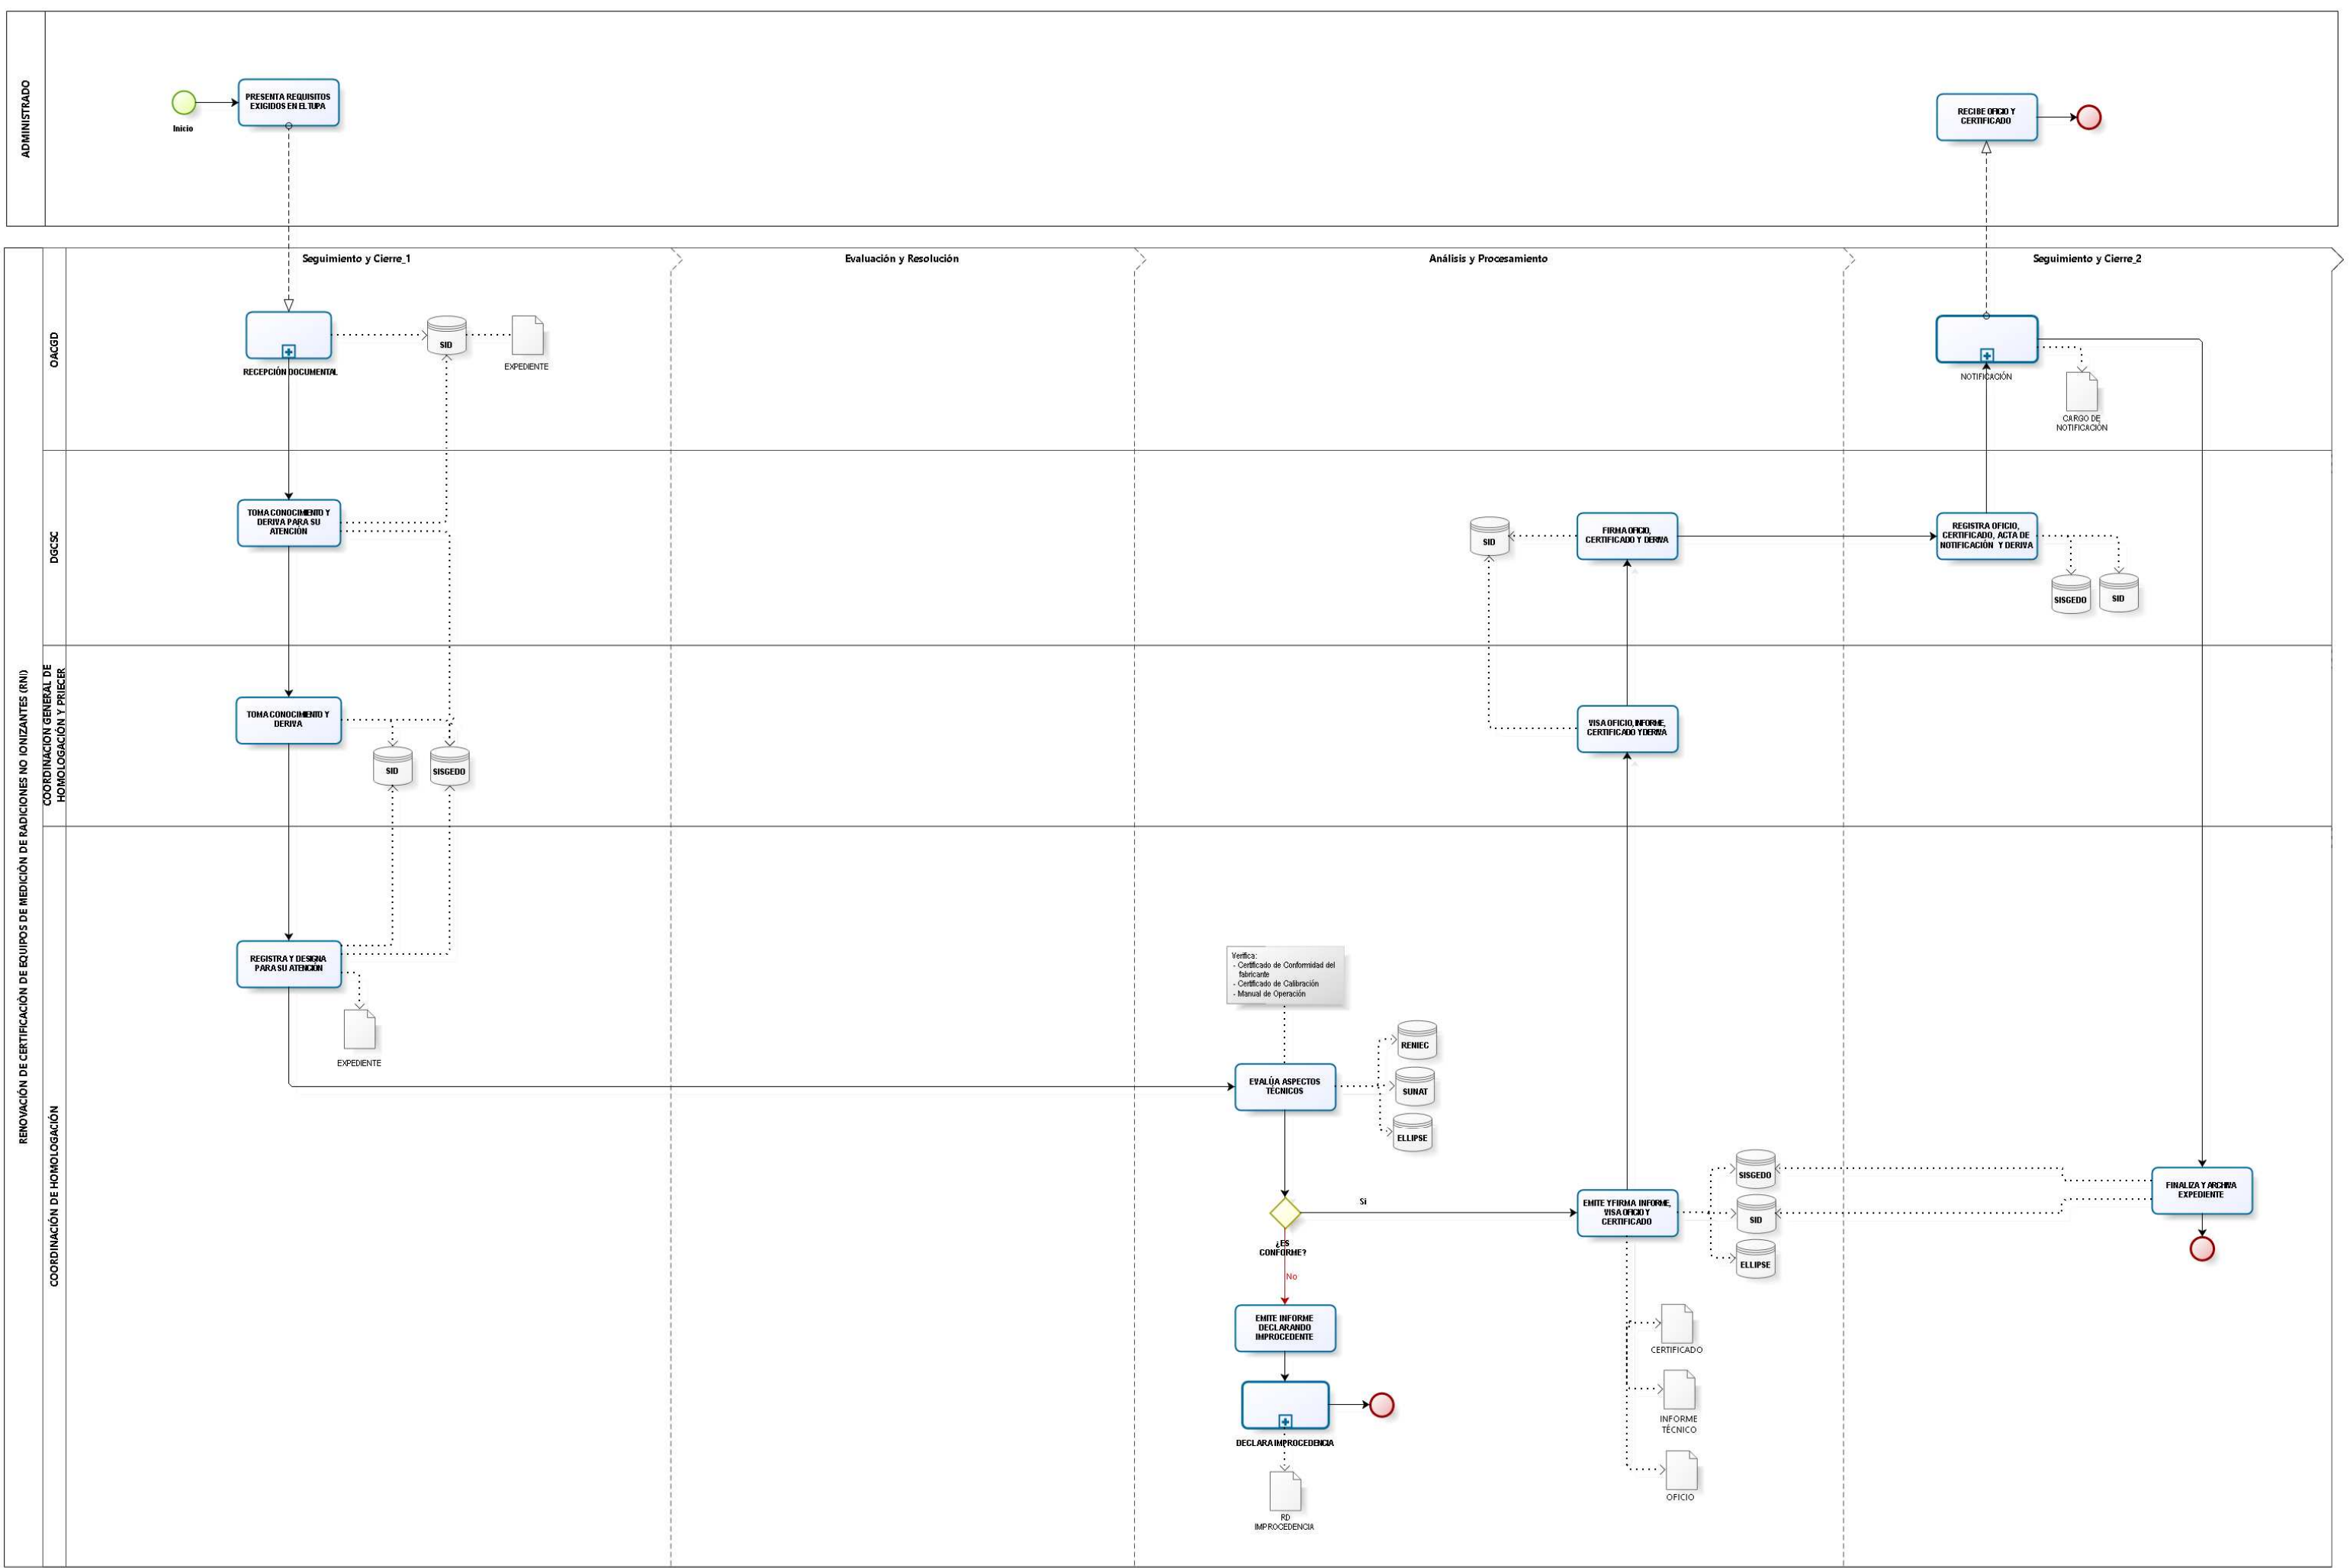 ADMINISTRADO
Inicio
PRESENTA REQUISITOS
EXIGIDOS EN EL TUPA
RECIBE OFICIO Y
CERTIFICADO
RENOVACIÓN DE CERTIFICACIÓN DE EQUIPOS DE MEDICIÓN DE RADICIONES NO IONIZANTES (RNI)
Seguimiento y Cierre_1
Evaluación y Resolución
Análisis y Procesamiento
Seguimiento y Cierre_2
OACGD
RECEPCIÓN DOCUMENTAL
SID
EXPEDIENTE
NOTIFICACIÓN
CARGO DE
NOTIFICACIÓN
DGCSC
TOMA CONOCIMIENTO Y
DERIVA PARA SU
ATENCIÓN
SID
FIRMA OFICIO,
CERTIFICADO Y DERIVA
REGISTRA OFICIO,
CERTIFICADO, ACTA DE
NOTIFICACIÓN Y DERIVA
SISGEDO
SID
COORDINACION GENERAL DE
HOMOLOGACIÓN Y PRIECER
TOMA CONOCIMIENTO Y
DERIVA
SID
SISGEDO
VISA OFICIO, INFORME,
CERTIFICADO Y DERIVA
COORDINACIÓN DE HOMOLOGACIÓN
REGISTRA Y DESIGNA
PARA SU ATENCIÓN
EXPEDIENTE
Verifica:
- Certificado de Conformidad del
fabricante
- Certificado de Calibración
- Manual de Operación
EVALÚA ASPECTOS
TÉCNICOS
RENIEC
SUNAT
ELLIPSE
¿ES
CONFORME?
Si
No
EMITE Y FIRMA INFORME,
VISA OFICIO Y
CERTIFICADO
SISGEDO
SID
ELLIPSE
FINALIZA Y ARCHIVA
EXPEDIENTE
EMITE INFORME
DECLARANDO
IMPROCEDENTE
DECLARA IMPROCEDENCIA
RD
IMPROCEDENCIA
CERTIFICADO
INFORME
TÉCNICO
OFICIO